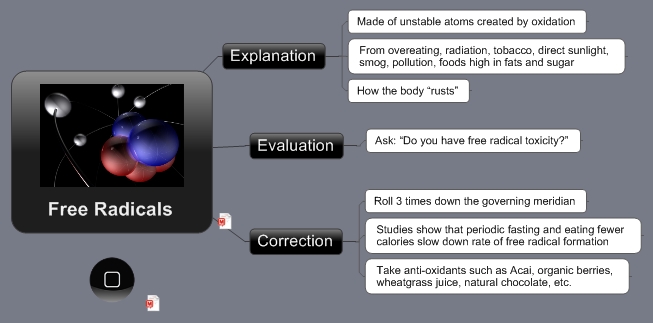 Free Radicals
Explanation
Made of unstable atoms created by oxidation
From overeating, radiation, tobacco, direct sunlight,
smog, pollution, foods high in fats and sugar
How the body “rusts”
Evaluation
Ask: “Do you have free radical toxicity?”
Correction
Roll 3 times down the governing meridian
Studies show that periodic fasting and eating fewer
calories slow down rate of free radical formation
Take anti-oxidants such as Acai, organic berries,
wheatgrass juice, natural chocolate, etc.